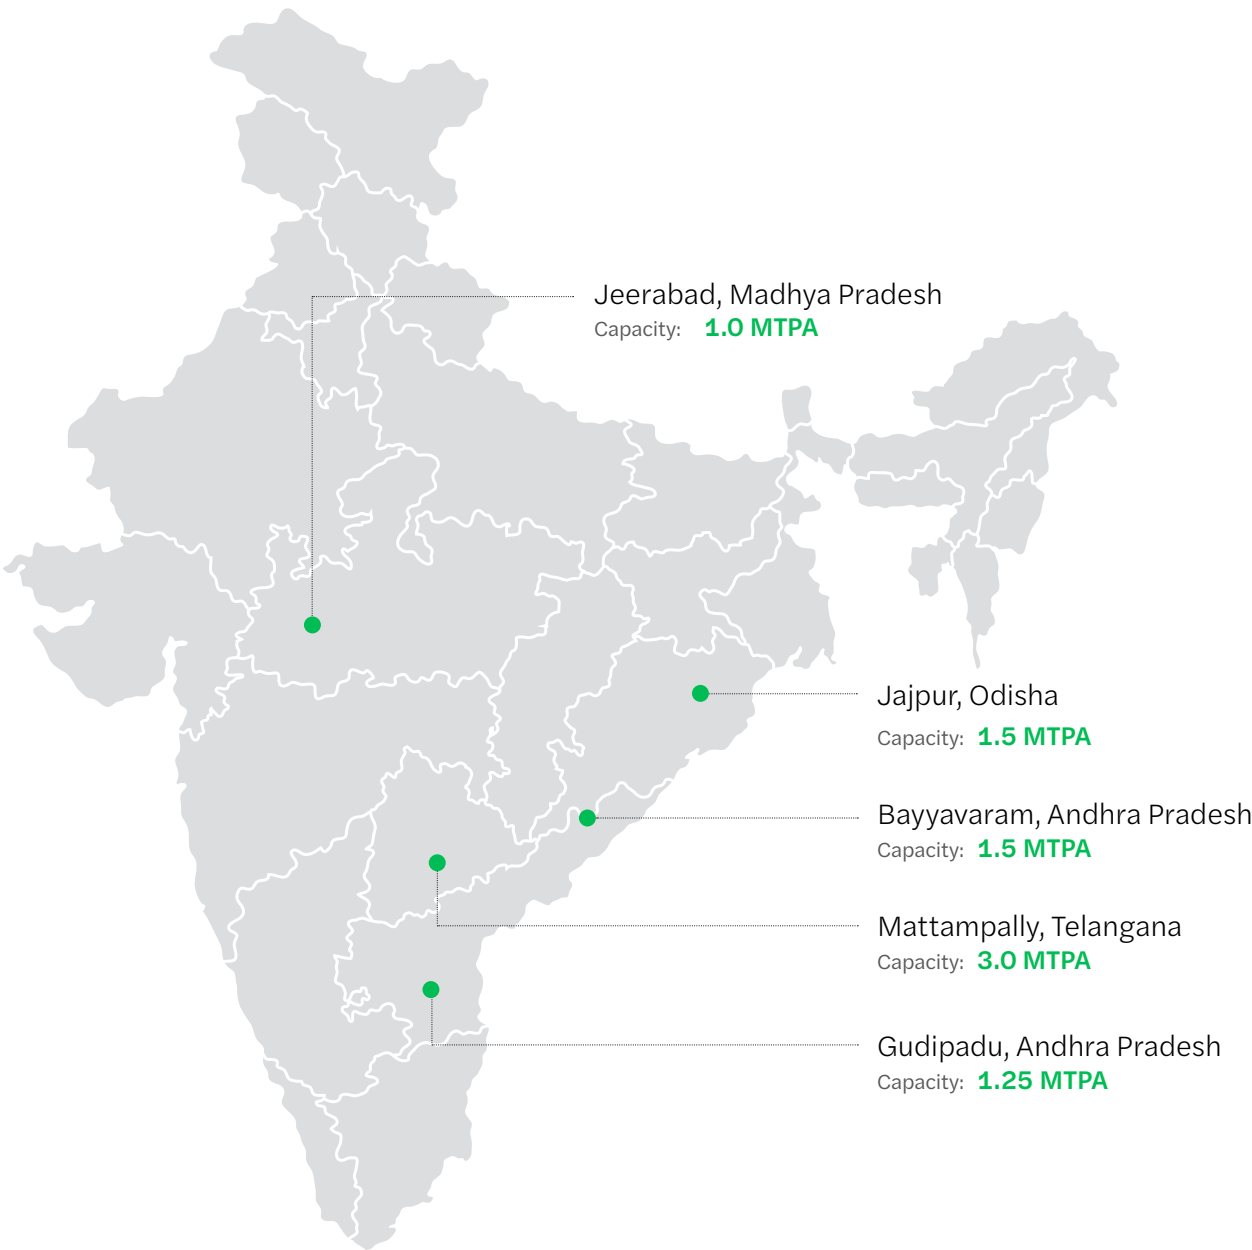 Jeerabad, Madhya Pradesh
Capacity: 1.0 MTPA
Jajpur, Odisha
Capacity: 1.5 MTPA
Bayyavaram, Andhra Pradesh
Capacity: 1.5 MTPA
Mattampally, Telangana
Capacity: 3.0 MTPA
Gudipadu, Andhra Pradesh
Capacity: 1.25 MTPA